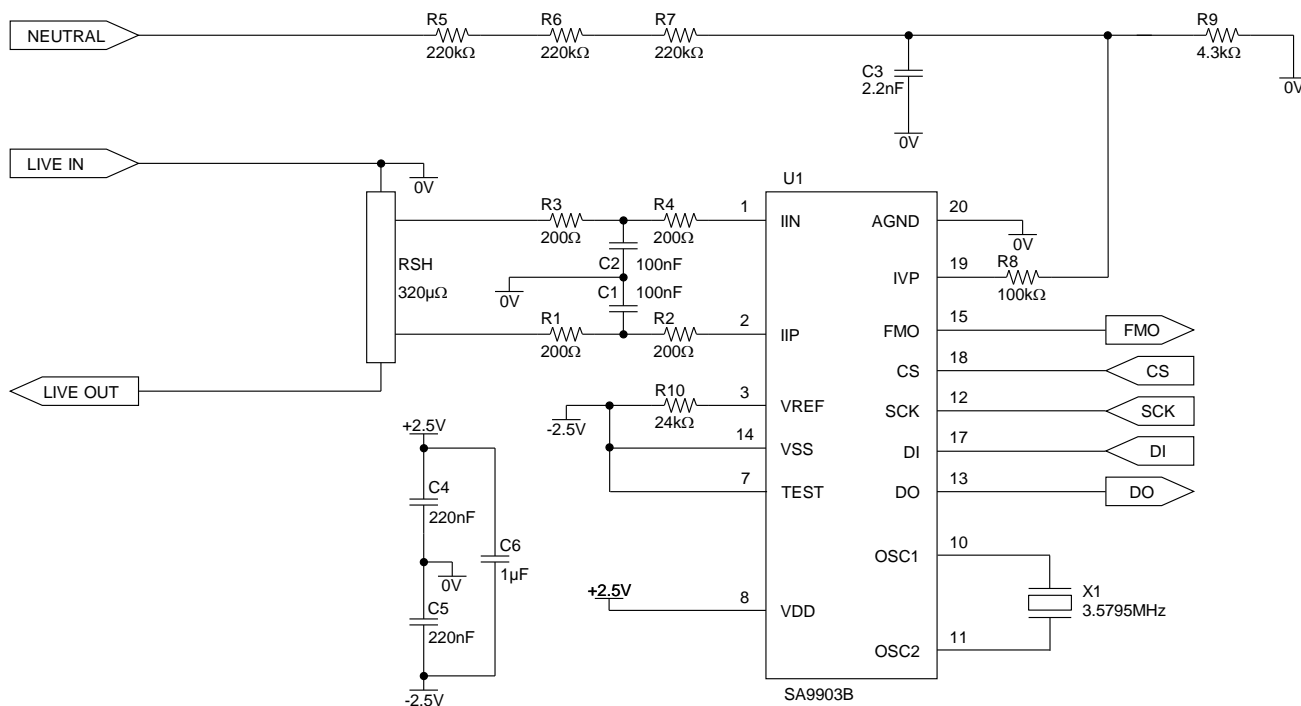 R5 R6 R7 R9
NEUTRAL
220kΩ 220kΩ 220kΩ 4.3kΩ
C3
2.2nF
0V
0V
LIVE IN
0V
U1
R3 R4 1 IIN AGND 20
200Ω 200Ω
0V
C2 100nF
RSH
320µΩ
0V
C1 100nF
IVP 19 R8
100kΩ
R1 R2 2 IIP
200Ω 200Ω
FMO 15 FMO
CS 18 CS
LIVE OUT
R10 3 VREF
24kΩ
-2.5V
SCK 12 SCK
14 VSS
DI 17 DI
7 TEST
DO 13 DO
+2.5V
C4
220nF
C6
1µF
0V
C5
220nF
-2.5V
OSC1 10
+2.5V 8 VDD
X1
3.5795MHz
OSC2 11
SA9903B